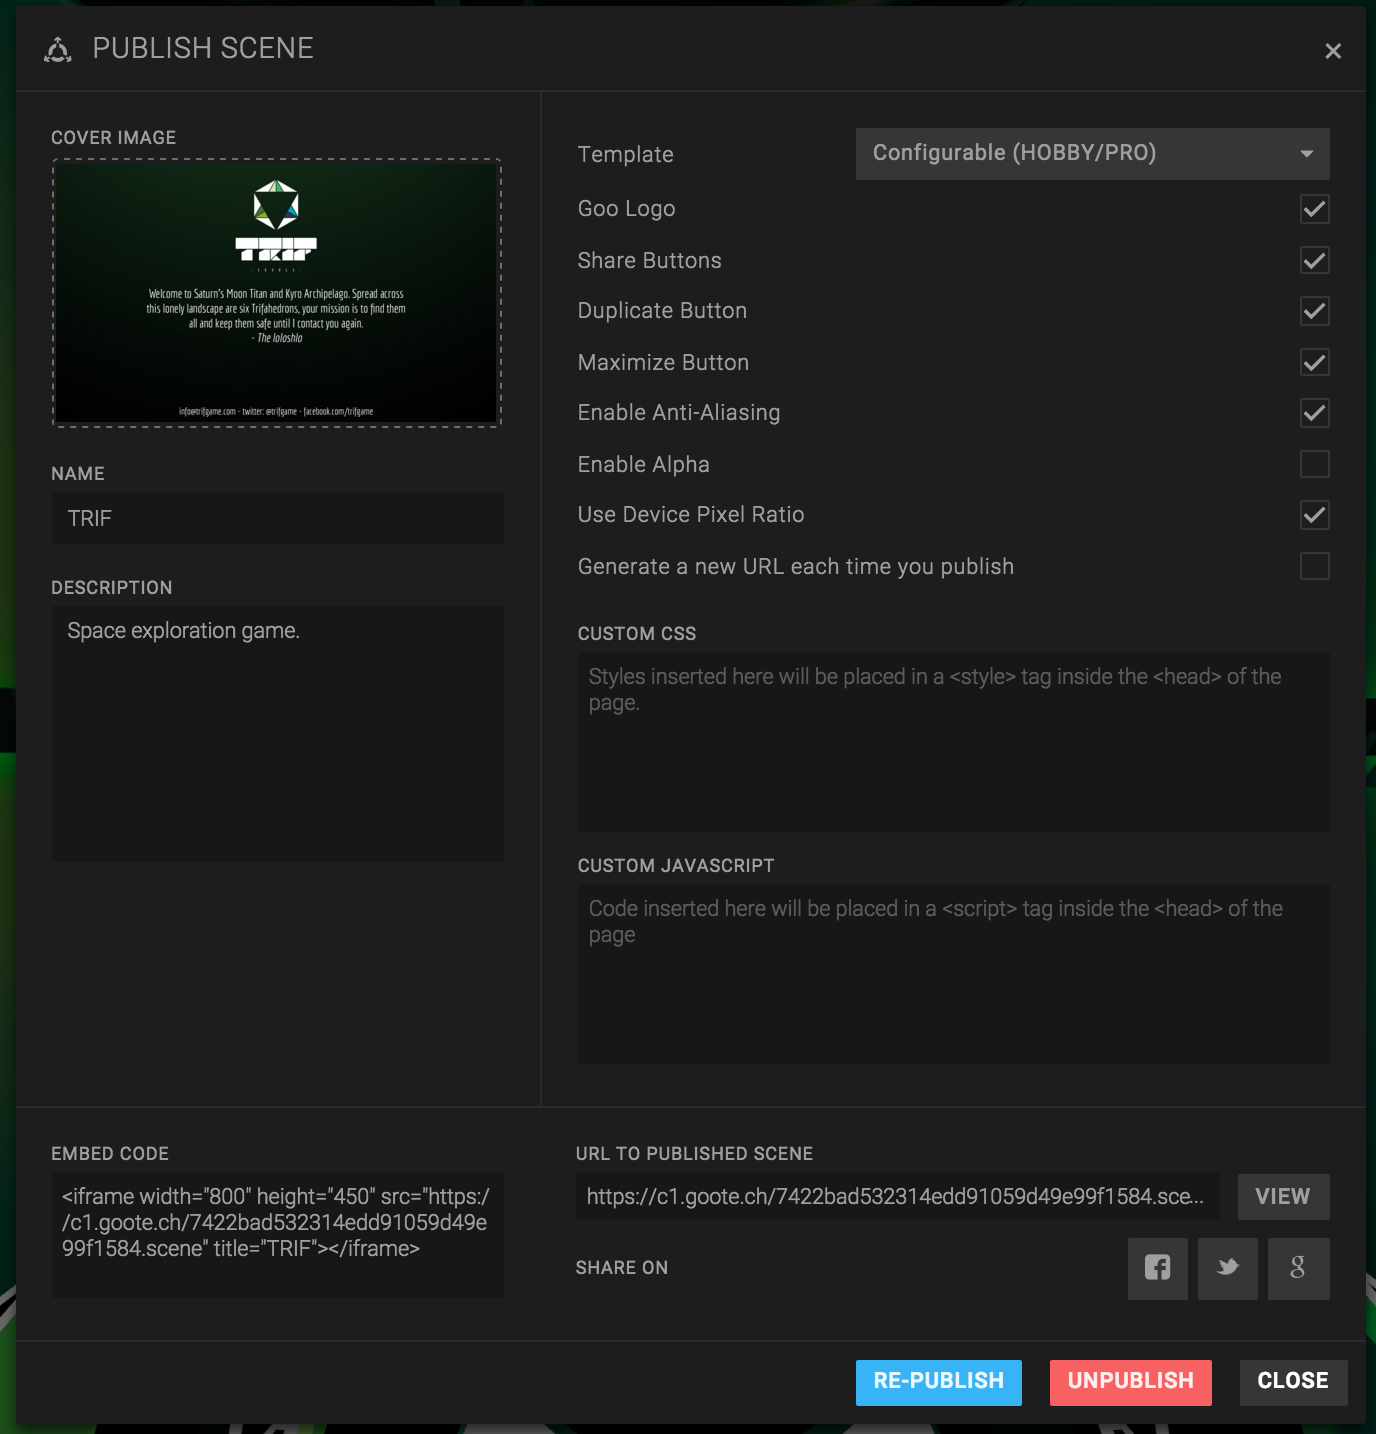 PUBLISH SCENE
COVER IMAGE
TRIF
· LEVEL1 ·
Welcome to Saturn's Moon Titan and Kyro Archipelago. Spread across
this lonely landscape are six Trifahedrons, your mission is to find them
all and keep them safe until I contact you again.
- The Ioloshlo
info@trifgame.com - twitter: @trifgame - facebook.com/trifgame
NAME
TRIF
DESCRIPTION
Space exploration game.
Template
Configurable (HOBBY/PRO)
Goo Logo
Share Buttons
Duplicate Button
Maximize Button
Enable Anti-Aliasing
Enable Alpha
Use Device Pixel Ratio
Generate a new URL each time you publish
CUSTOM CSS
Styles inserted here will be placed in a <style> tag inside the <head> of the
page.
CUSTOM JAVASCRIPT
Code inserted here will be placed in a <script> tag inside the <head> of the
page
EMBED CODE
<iframe width="800" height="450" src="https:/
/c1.goote.ch/7422bad532314edd91059d49e
99f1584.scene" title="TRIF"></iframe>
URL TO PUBLISHED SCENE
https://c1.goote.ch/7422bad532314edd91059d49e99f1584.sce...
VIEW
SHARE ON
RE-PUBLISH
UNPUBLISH
CLOSE